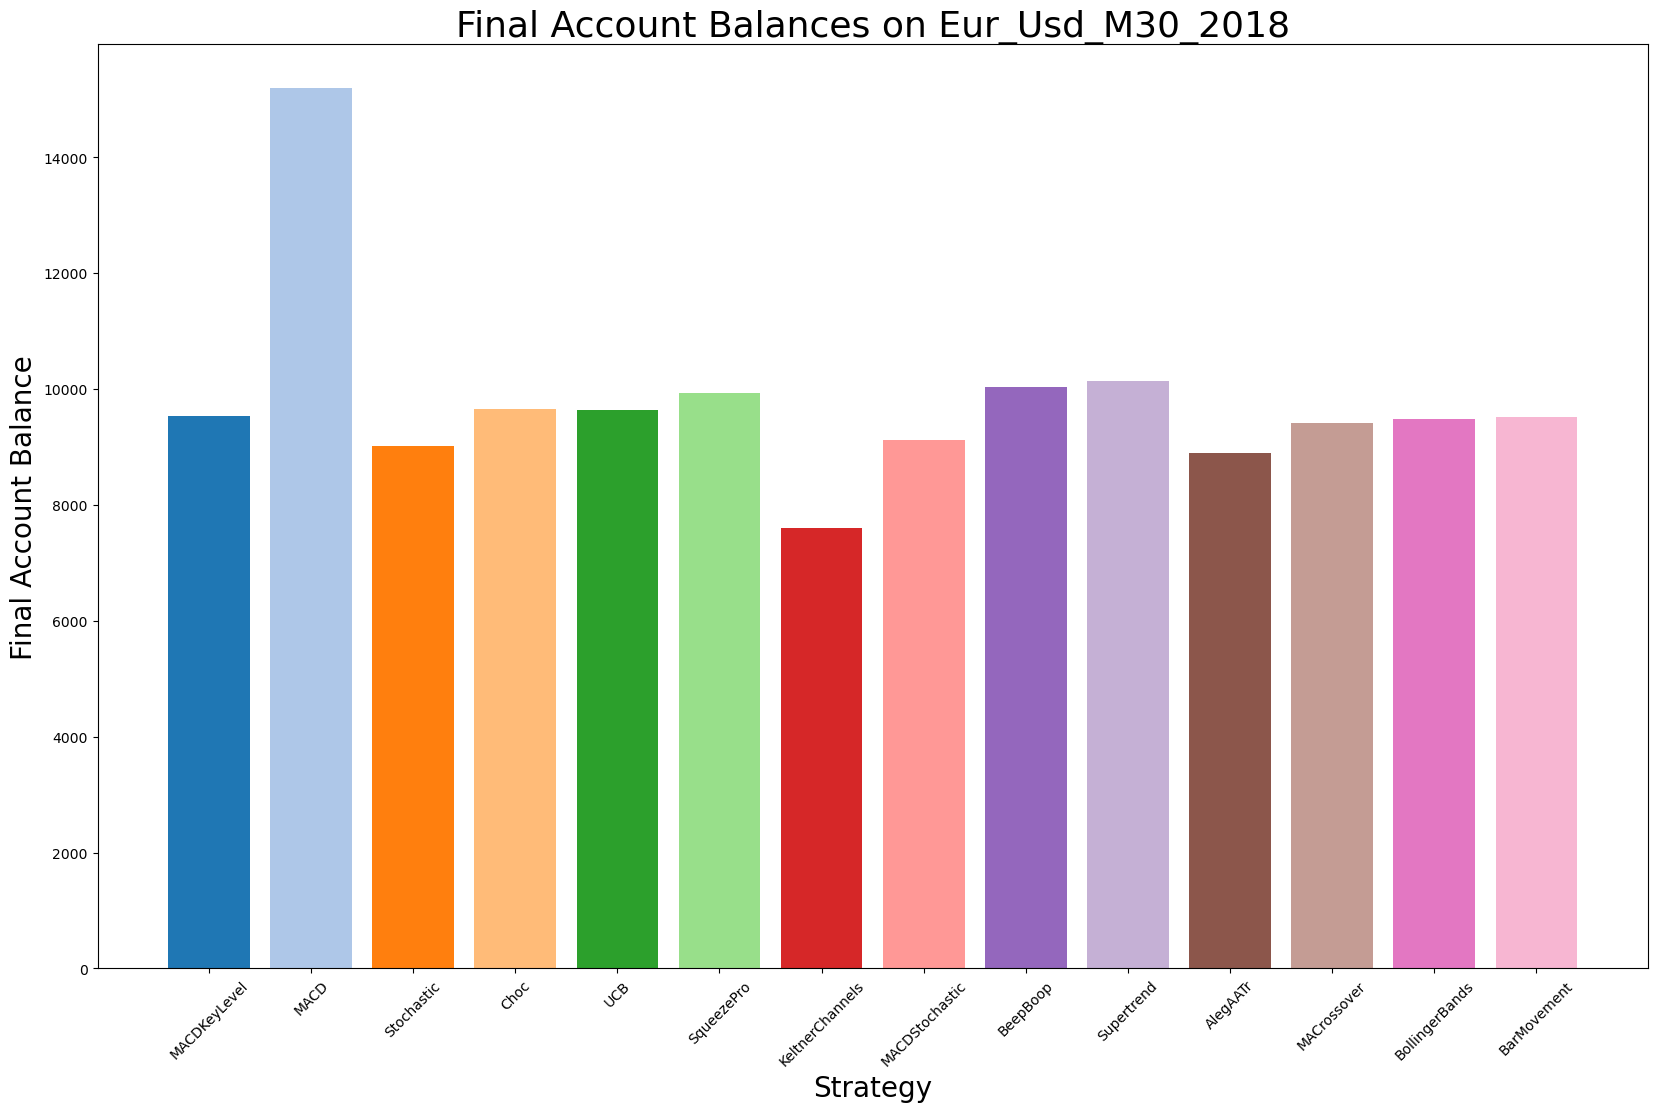 Final Account Balances on Eur_Usd_M30_2018
Final Account Balance
14000
12000
10000
8000
6000
4000
2000
0
MACDKeyLevel
MACD
Stochastic
Choc
UCB
SqueezePro
KeltnerChannels
MACDStochastic
BeepBoop
Supertrend
AlegAATr
MACrossover
BollingerBands
BarMovement
Strategy